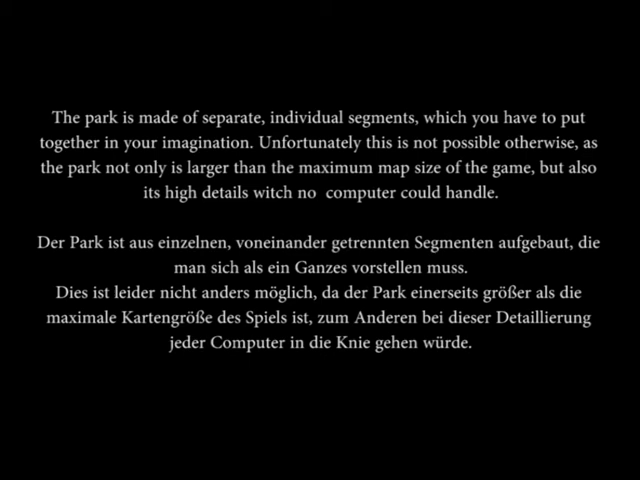 The park is made of separate, individual segments, which you have to put
together in your imagination. Unfortunately this is not possible otherwise, as
the park not only is larger than the maximum map size of the game, but also
its high details witch no computer could handle.
Der Park ist aus einzelnen, voneinander getrennten Segmenten aufgebaut, die
man sich als ein Ganzes vorstellen muss.
Dies ist leider nicht anders möglich, da der Park einerseits größer als die
maximale Kartengröße des Spiels ist, zum Anderen bei dieser Detaillierung
jeder Computer in die Knie gehen würde.